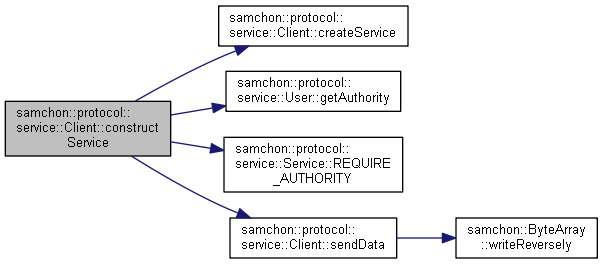 samchon::protocol::
service::Client::construct
Service
samchon::protocol::
service::Client::createService
samchon::protocol::
service::User::getAuthority
samchon::protocol::
service::Service::REQUIRE
_AUTHORITY
samchon::protocol::
service::Client::sendData
samchon::ByteArray
::writeReversely